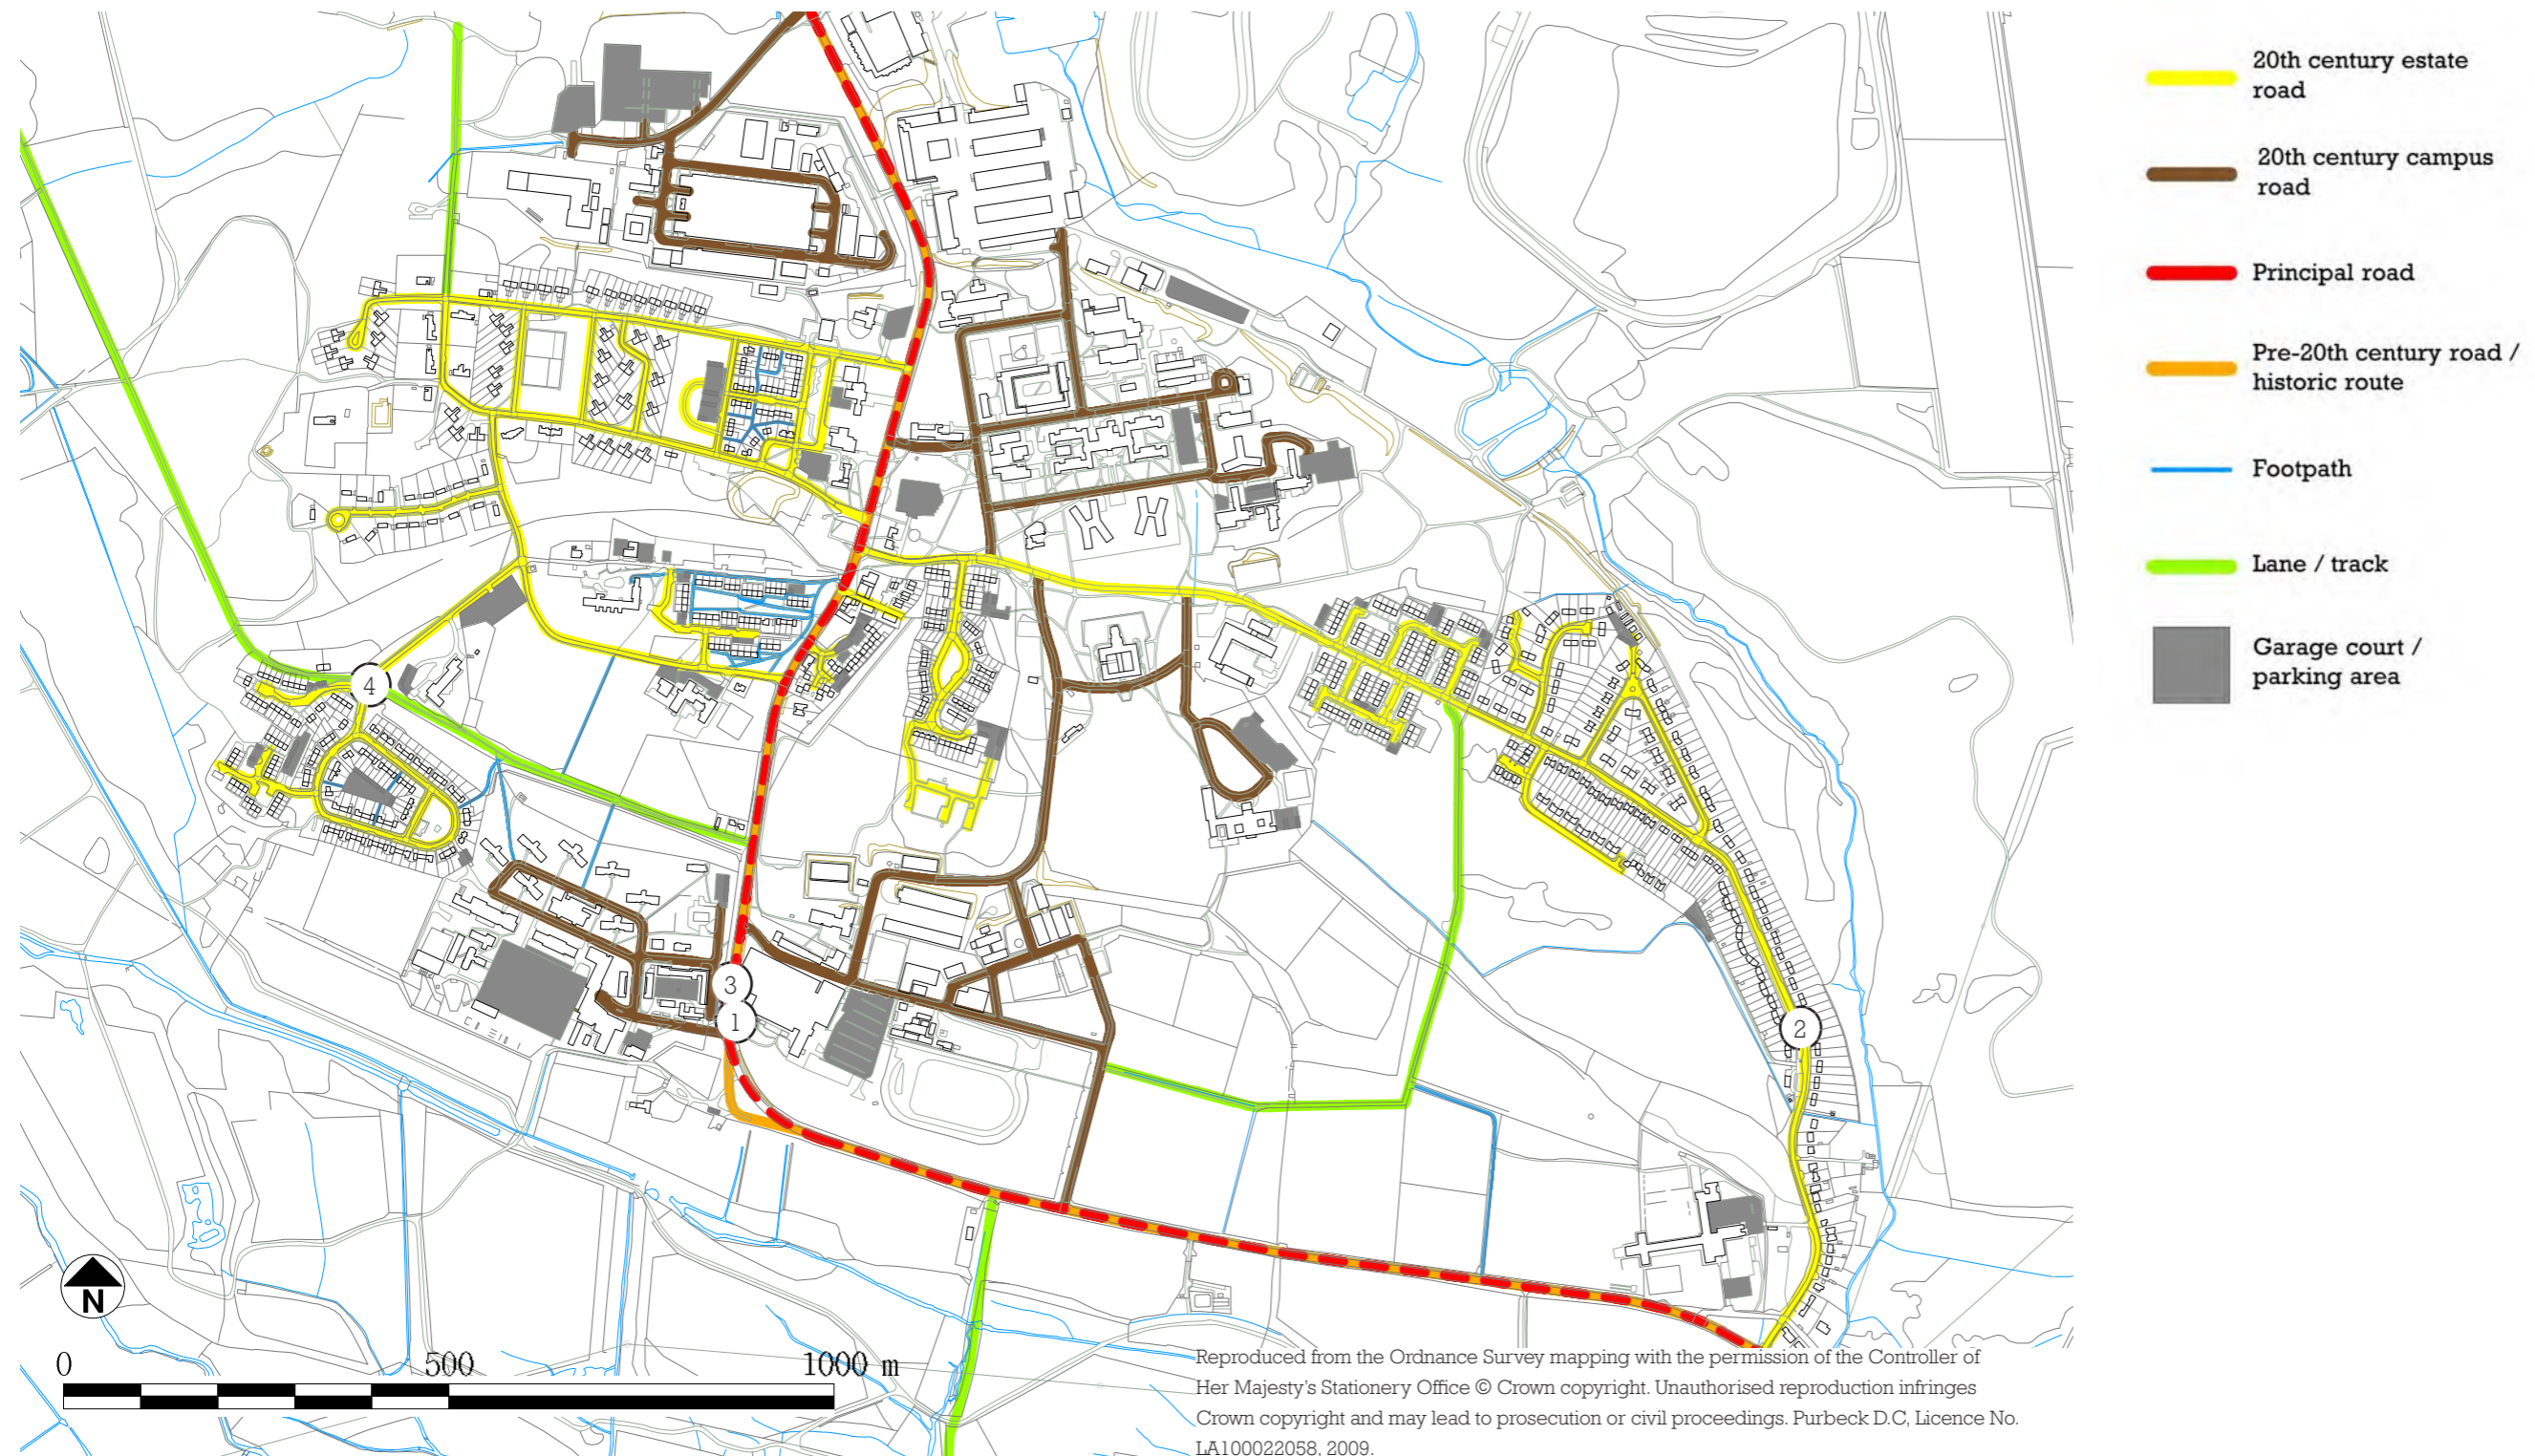 20th century estate
road
20th century campus
road
Principal road
Pre-20th century road /
historic route
Footpath
Lane / track
Garage court /
parking area
4
3
1
2
N
0 500 1000 m
Reproduced from the Ordnance Survey mapping with the permission of the Controller of
Her Majesty's Stationery Office © Crown copyright. Unauthorised reproduction infringes
Crown copyright and may lead to prosecution or civil proceedings. Purbeck D.C, Licence No.
LA100022058, 2009.